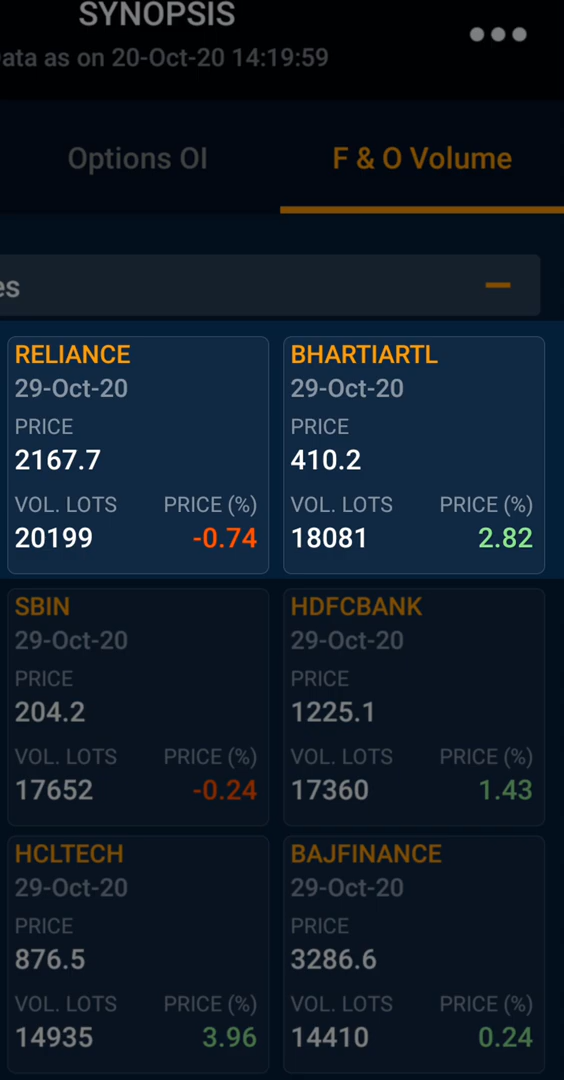 SYNOPSIS
ata as on 20-Oct-20 14:19:59
Options OI
F & O Volume
es
RELIANCE
29-Oct-20
PRICE
2167.7
VOL. LOTS PRICE (%)
20199 -0.74
BHARTIARTL
29-Oct-20
PRICE
410.2
VOL. LOTS PRICE (%)
18081 2.82
SBIN
29-Oct-20
PRICE
204.2
VOL. LOTS PRICE (%)
17652 -0.24
HDFCBANK
29-Oct-20
PRICE
1225.1
VOL. LOTS PRICE (%)
17360 1.43
HCLTECH
29-Oct-20
PRICE
876.5
VOL. LOTS PRICE (%)
14935 3.96
BAJFINANCE
29-Oct-20
PRICE
3286.6
VOL. LOTS PRICE (%)
14410 0.24